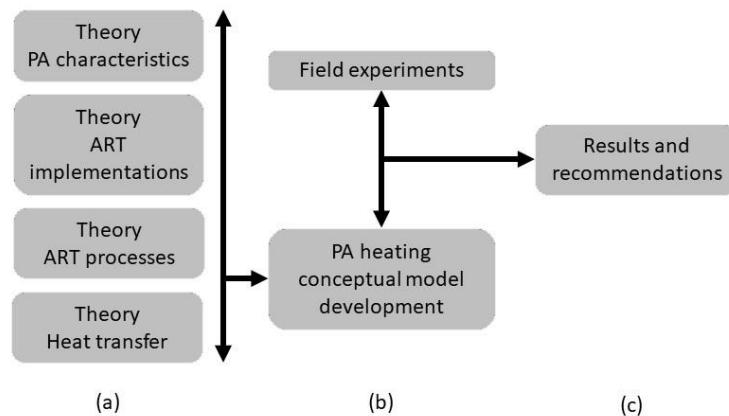 Theory
PA characteristics
Theory
ART
implementations
Theory
ART processes
Theory
Heat transfer
Field experiments
PA heating
conceptual model
development
Results and
recommendations
(a)
(b)
(c)